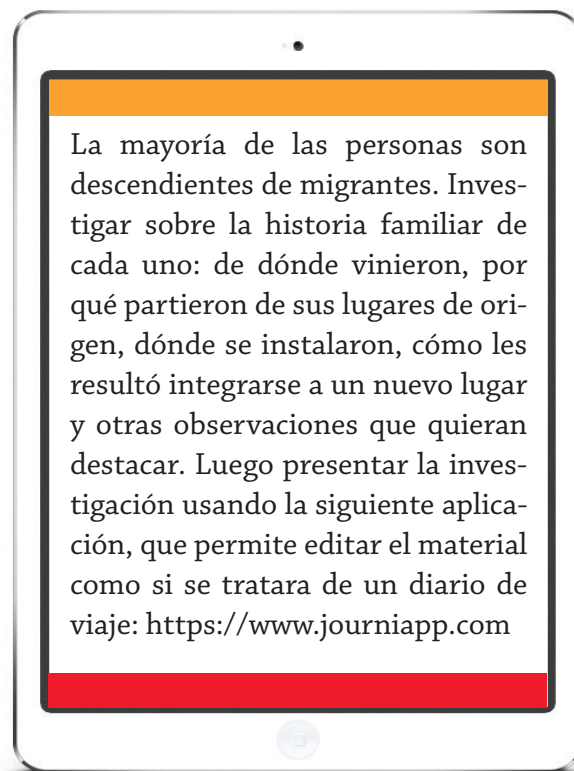 La mayoría de las personas son
descendientes de migrantes. Inves-
tigar sobre la historia familiar de
cada uno: de dónde vinieron, por
qué partieron de sus lugares de ori-
gen, dónde se instalaron, cómo les
resultó integrarse a un nuevo lugar
y otras observaciones que quieran
destacar. Luego presentar la inves-
tigación usando la siguiente aplica-
ción, que permite editar el material
como si se tratara de un diario de
viaje: https://www.journiapp.com